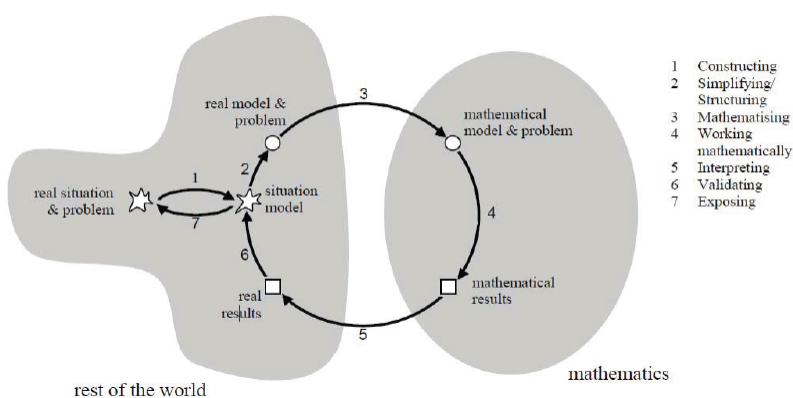 real model &
problem
3
mathematical
model & problem
real situation
& problem
1
2
situation
model
7
4
6
real
results
mathematical
results
5
rest of the world
mathematics
1 Constructing
2 Simplifying/
Structuring
3 Mathematising
4 Working
mathematically
5 Interpreting
6 Validating
7 Exposing